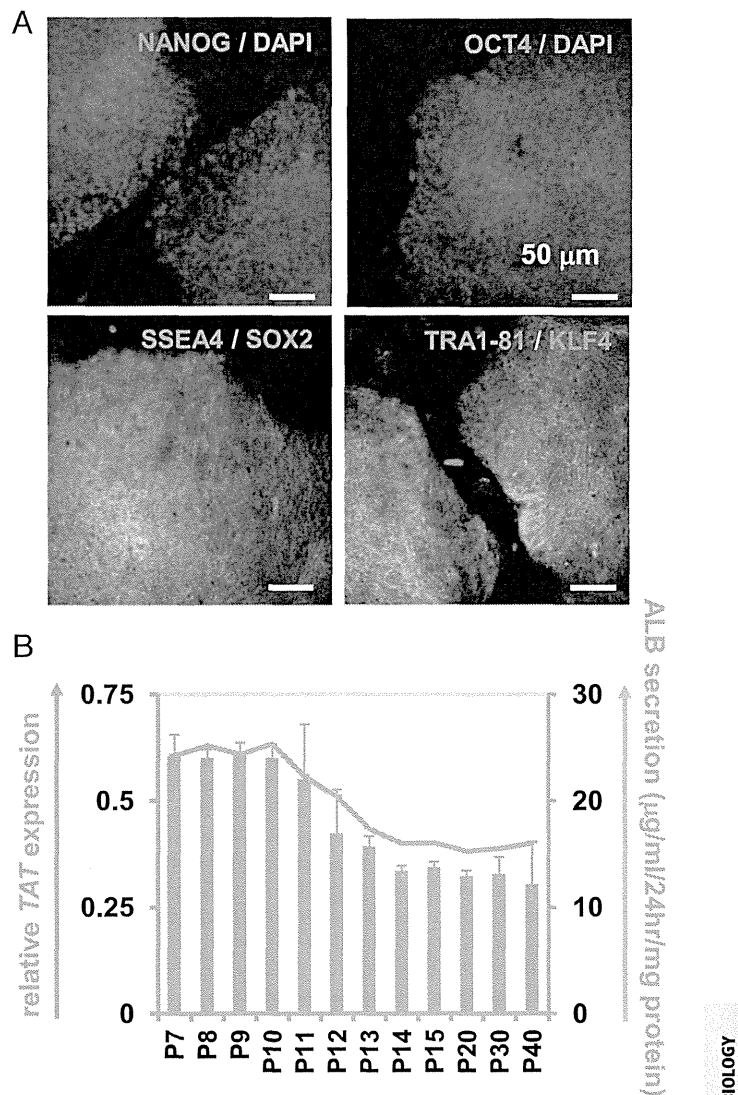 A
NANOG / DAPI
OCT4 / DAPI
50 µm
SSEA4 / SOX2
TRA1-81 / KLF4
B
relative TAT expression
0.75
0.5
0.25
0
30
20
10
0
ALB secretion (µg/ml/24hr/mg protein)
P7
P8
P9
P10
P11
P12
P13
P14
P15
P20
P30
P40